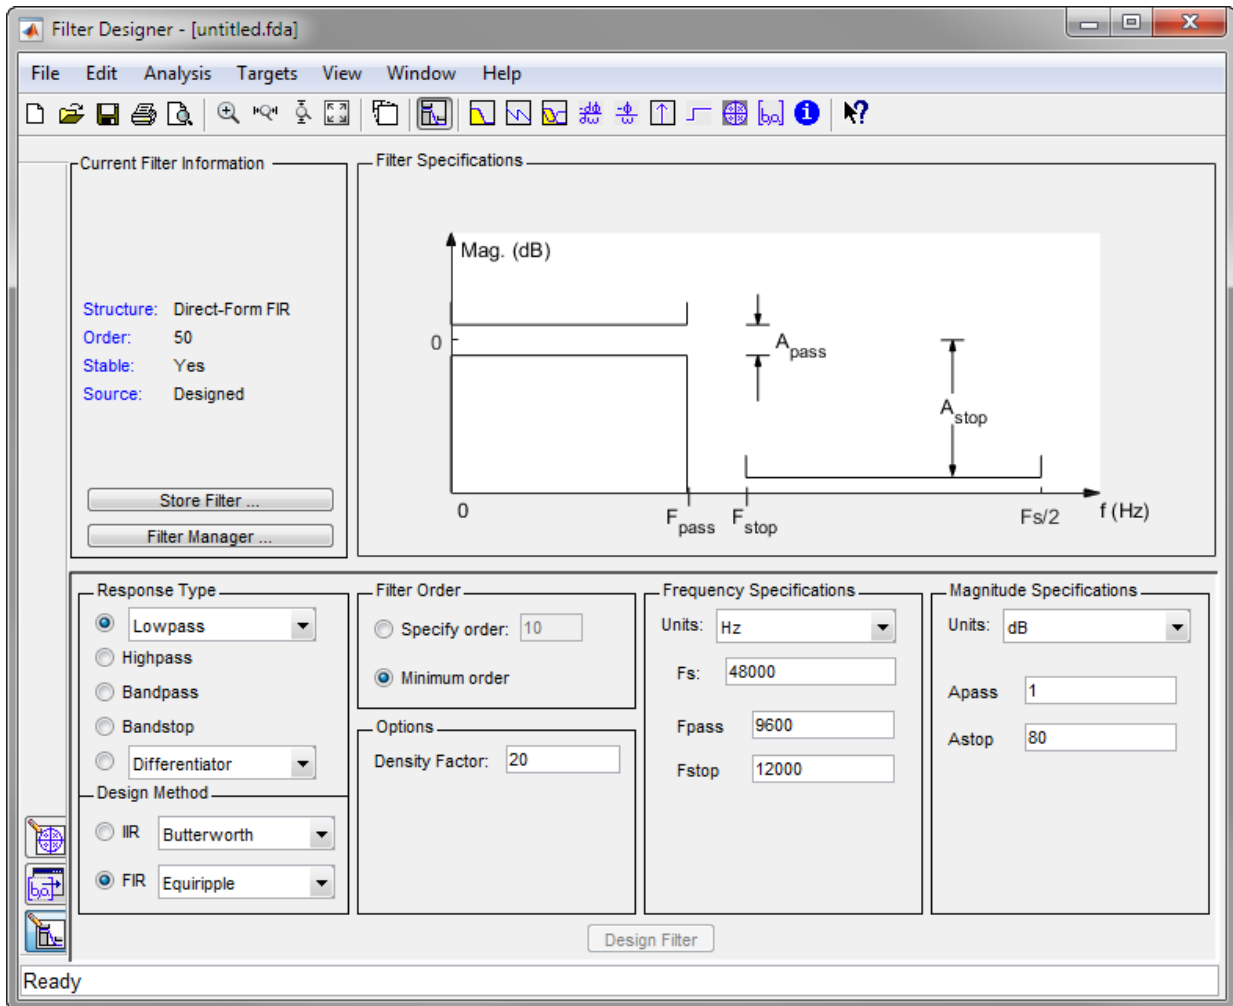 Filter Designer - [untitled.fda]
File Edit Analysis Targets View Window Help
Current Filter Information
Structure: Direct-Form FIR
Order: 50
Stable: Yes
Source: Designed
Store Filter ...
Filter Manager ...
Filter Specifications
Mag. (dB)
0
A pass
A stop
0
F pass
F stop
Fs/2
f (Hz)
Response Type
Lowpass
Highpass
Bandpass
Bandstop
Differentiator
Design Method
IIR Butterworth
FIR Equiripple
Filter Order
Specify order: 10
Minimum order
Options
Density Factor: 20
Frequency Specifications
Units: Hz
Fs: 48000
Fpass 9600
Fstop 12000
Magnitude Specifications
Units: dB
Apass 1
Astop 80
Design Filter
Ready